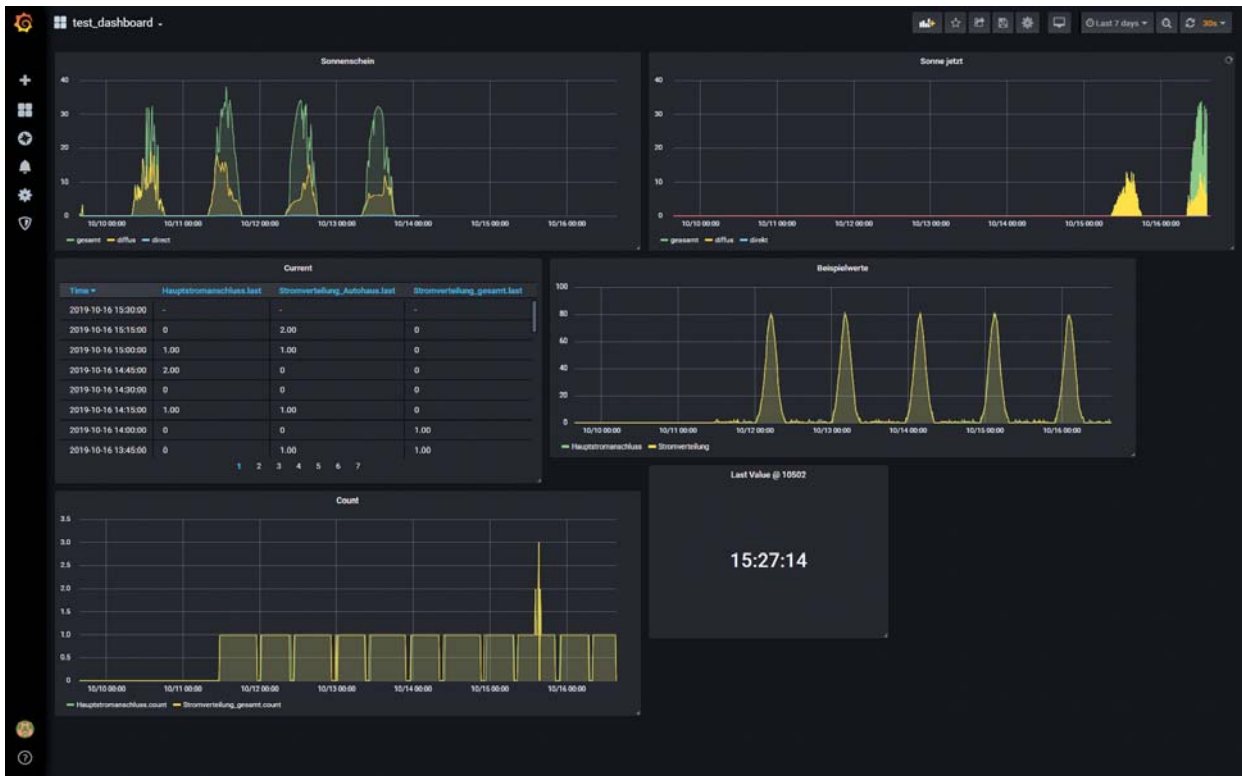 test_dashboard
Last 7 days
30s
Sonnenschein
40
30
20
10
0
10/10 00:00 10/11 00:00 10/12 00:00 10/13 00:00 10/14 00:00 10/15 00:00 10/16 00:00
gesamt diffus direct
Sonne jetzt
40
30
20
10
0
10/10 00:00 10/11 00:00 10/12 00:00 10/13 00:00 10/14 00:00 10/15 00:00 10/16 00:00
gesamt diffus direkt
Current
Time Hauptstromanschluss.last Stromverteilung_Autohaus.last Stromverteilung_gesamt.last
2019-10-16 15:30:00 - - -
2019-10-16 15:15:00 0 2.00 0
2019-10-16 15:00:00 1.00 1.00 0
2019-10-16 14:45:00 2.00 0 0
2019-10-16 14:30:00 0 0 0
2019-10-16 14:15:00 1.00 1.00 0
2019-10-16 14:00:00 0 0 1.00
2019-10-16 13:45:00 0 1.00 1.00
1 2 3 4 5 6 7
Beispielwerte
100
80
60
40
20
0
10/10 00:00 10/11 00:00 10/12 00:00 10/13 00:00 10/14 00:00 10/15 00:00 10/16 00:00
Hauptstromanschluss Stromverteilung
Count
3.5
3.0
2.5
2.0
1.5
1.0
0.5
0
10/10 00:00 10/11 00:00 10/12 00:00 10/13 00:00 10/14 00:00 10/15 00:00 10/16 00:00
Hauptstromanschluss.count Stromverteilung_gesamt.count
Last Value @ 10502
15:27:14